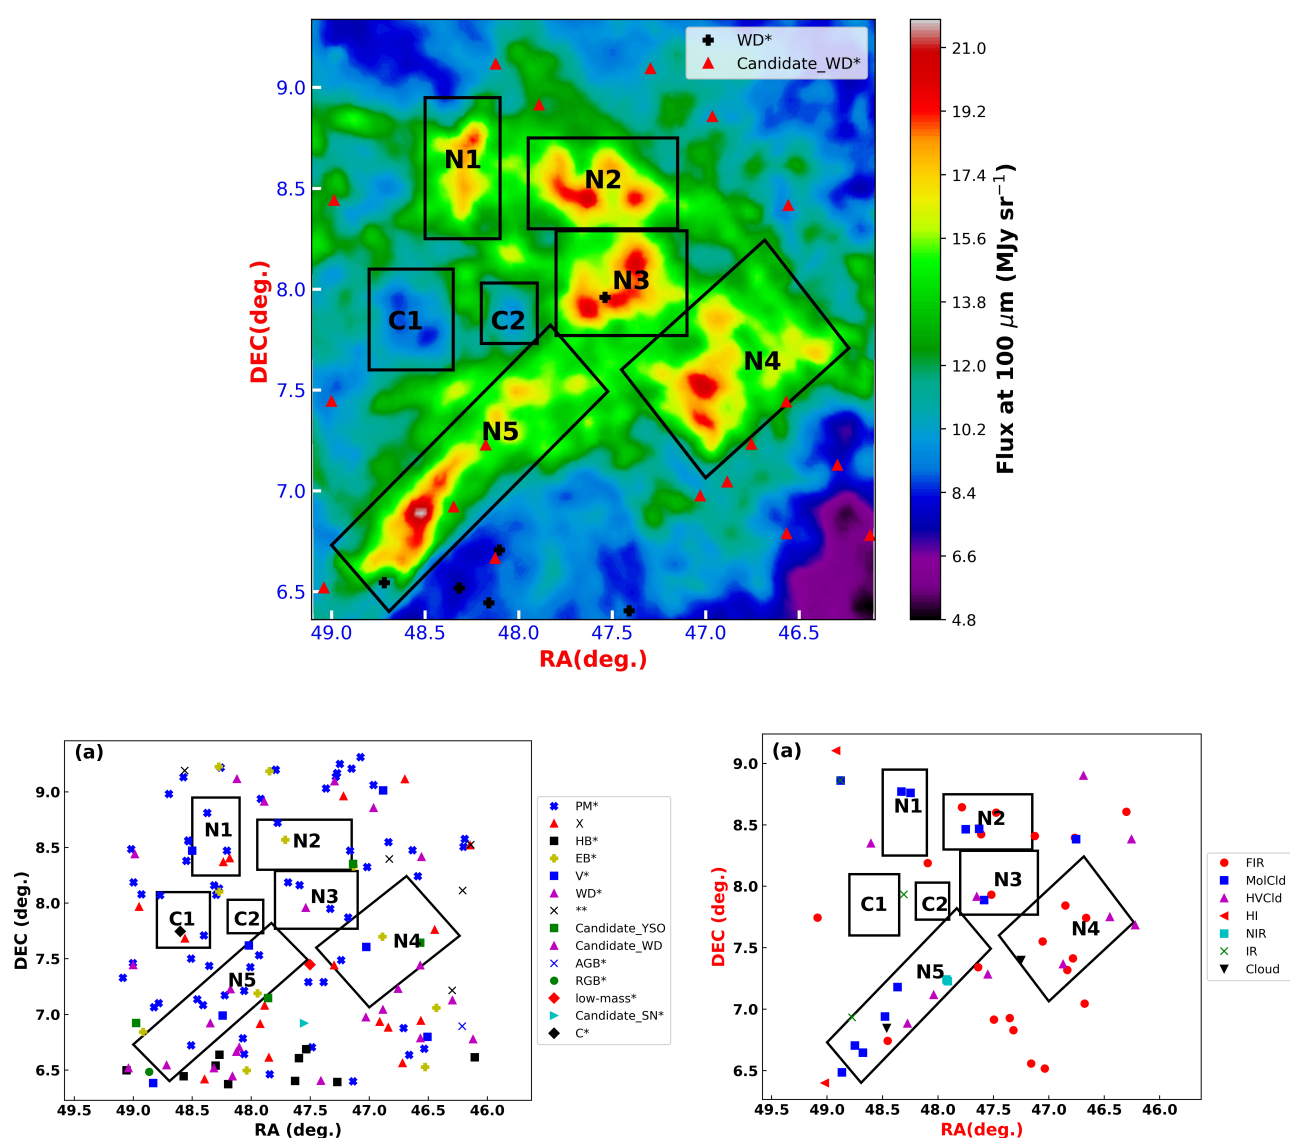 WD*
Candidate_WD*
N1
N2
N3
N4
N5
C1
C2
9.0
8.5
8.0
7.5
7.0
6.5
DEC(deg.)
49.0 48.5 48.0 47.5 47.0 46.5
RA(deg.)
21.0
19.2
17.4
15.6
13.8
12.0
10.2
8.4
6.6
4.8
Flux at 100 μm (MJy sr⁻¹)
(a)
N1
N2
N3
N4
N5
C1
C2
9.0
8.5
8.0
7.5
7.0
6.5
DEC (deg.)
49.5 49.0 48.5 48.0 47.5 47.0 46.5 46.0
RA (deg.)
PM*
X
HB*
EB*
V*
WD*
**
Candidate_YSO
Candidate_WD
AGB*
RGB*
low-mass*
Candidate_SN*
C*
(a)
N1
N2
N3
N4
N5
C1
C2
9.0
8.5
8.0
7.5
7.0
6.5
DEC (deg.)
49.5 49.0 48.5 48.0 47.5 47.0 46.5 46.0
RA(deg.)
FIR
MolCld
HVCld
HI
NIR
IR
Cloud